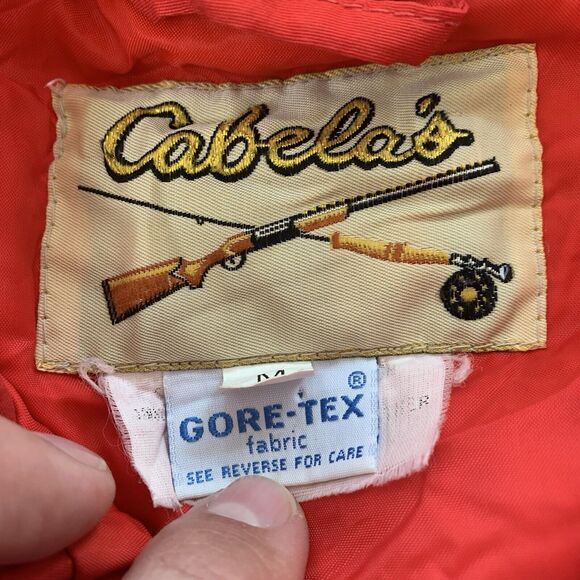 Cabela's
M
GORE-TEX®
fabric
SEE REVERSE FOR CARE